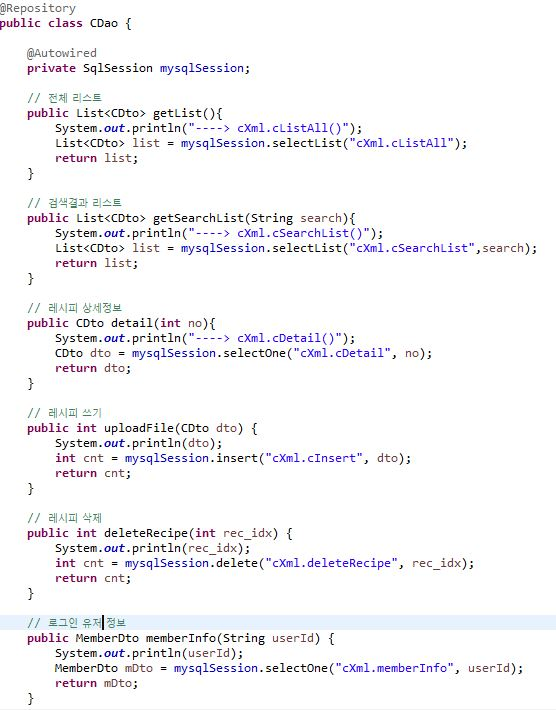 @Repository
public class CDao {
@Autowired
private SqlSession mysqlSession;
// 전체 리스트
public List<CDto> getList(){
System.out.println("----> cXml.cListAll()");
List<CDto> list = mysqlSession.selectList("cXml.cListAll");
return list;
}
// 검색결과 리스트
public List<CDto> getSearchList(String search){
System.out.println("----> cXml.cSearchList()");
List<CDto> list = mysqlSession.selectList("cXml.cSearchList",search);
return list;
}
// 레시피 상세정보
public CDto detail(int no){
System.out.println("----> cXml.cDetail()");
CDto dto = mysqlSession.selectOne("cXml.cDetail", no);
return dto;
}
// 레시피 쓰기
public int uploadFile(CDto dto) {
System.out.println(dto);
int cnt = mysqlSession.insert("cXml.cInsert", dto);
return cnt;
}
// 레시피 삭제
public int deleteRecipe(int rec_idx) {
System.out.println(rec_idx);
int cnt = mysqlSession.delete("cXml.deleteRecipe", rec_idx);
return cnt;
}
// 로그인 유저 정보
public MemberDto memberInfo(String userId) {
System.out.println(userId);
MemberDto mDto = mysqlSession.selectOne("cXml.memberInfo", userId);
return mDto;
}